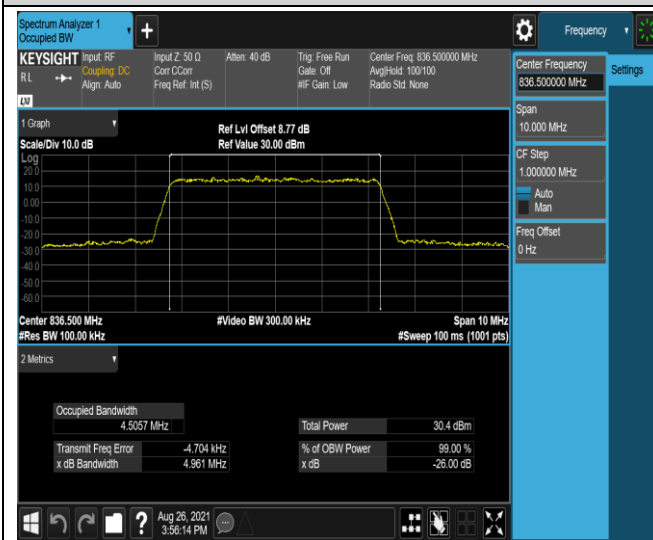 Spectrum Analyzer 1
Occupied BW
+
Frequency
KEYSIGHT
RL
LXI
Input: RF
Coupling: DC
Align: Auto
Input Z: 50 Ω
Corr CCorr
Freq Ref: Int (S)
Atten: 40 dB
Trig: Free Run
Gate: Off
#IF Gain: Low
Center Freq: 836.500000 MHz
Avg|Hold: 100/100
Radio Std: None
Center Frequency
836.500000 MHz
Settings
Span
10.000 MHz
CF Step
1.000000 MHz
Auto
Man
Freq Offset
0 Hz
1 Graph
Scale/Div 10.0 dB
Ref Lvl Offset 8.77 dB
Ref Value 30.00 dBm
Log
20.0
10.0
0.00
-10.0
-20.0
-30.0
-40.0
-50.0
-60.0
Center 836.500 MHz
#Video BW 300.00 kHz
Span 10 MHz
#Res BW 100.00 kHz
#Sweep 100 ms (1001 pts)
2 Metrics
Occupied Bandwidth
4.5057 MHz
Total Power 30.4 dBm
Transmit Freq Error -4.704 kHz
% of OBW Power 99.00 %
x dB Bandwidth 4.961 MHz
x dB -26.00 dB
?
Aug 26, 2021
3:56:14 PM